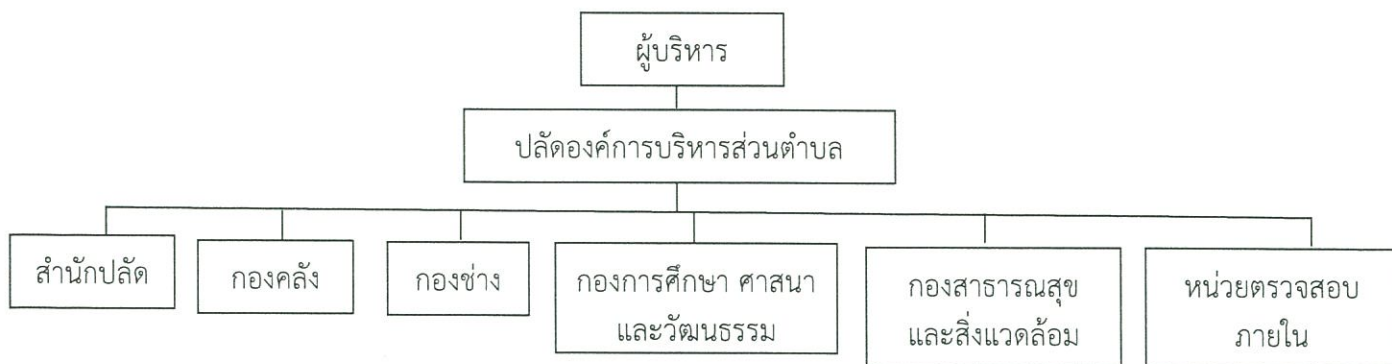 ผู้บริหาร
ปลัดองค์การบริหารส่วนตำบล
สำนักปลัด
กองคลัง
กองช่าง
กองการศึกษา ศาสนา
และวัฒนธรรม
กองสาธารณสุข
และสิ่งแวดล้อม
หน่วยตรวจสอบ
ภายใน